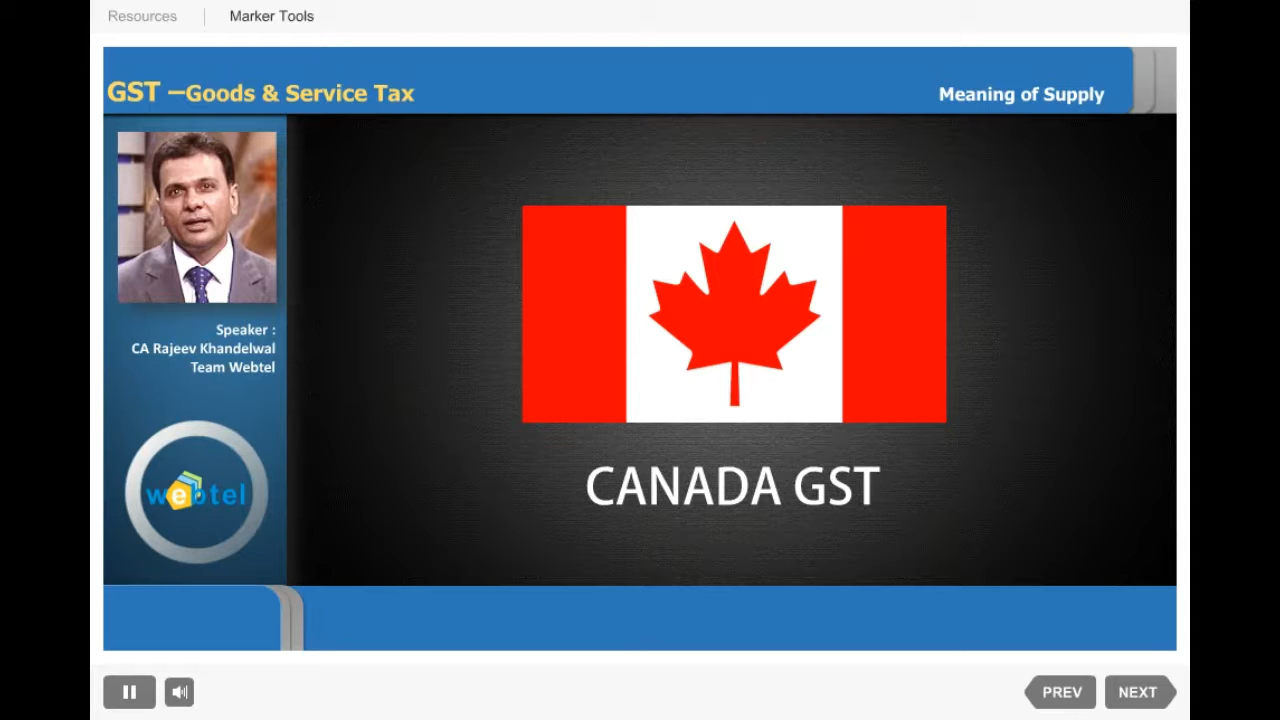 Resources
Marker Tools
GST –Goods & Service Tax
Meaning of Supply
Speaker :
CA Rajeev Khandelwal
Team Webtel
webtel
CANADA GST
PREV
NEXT